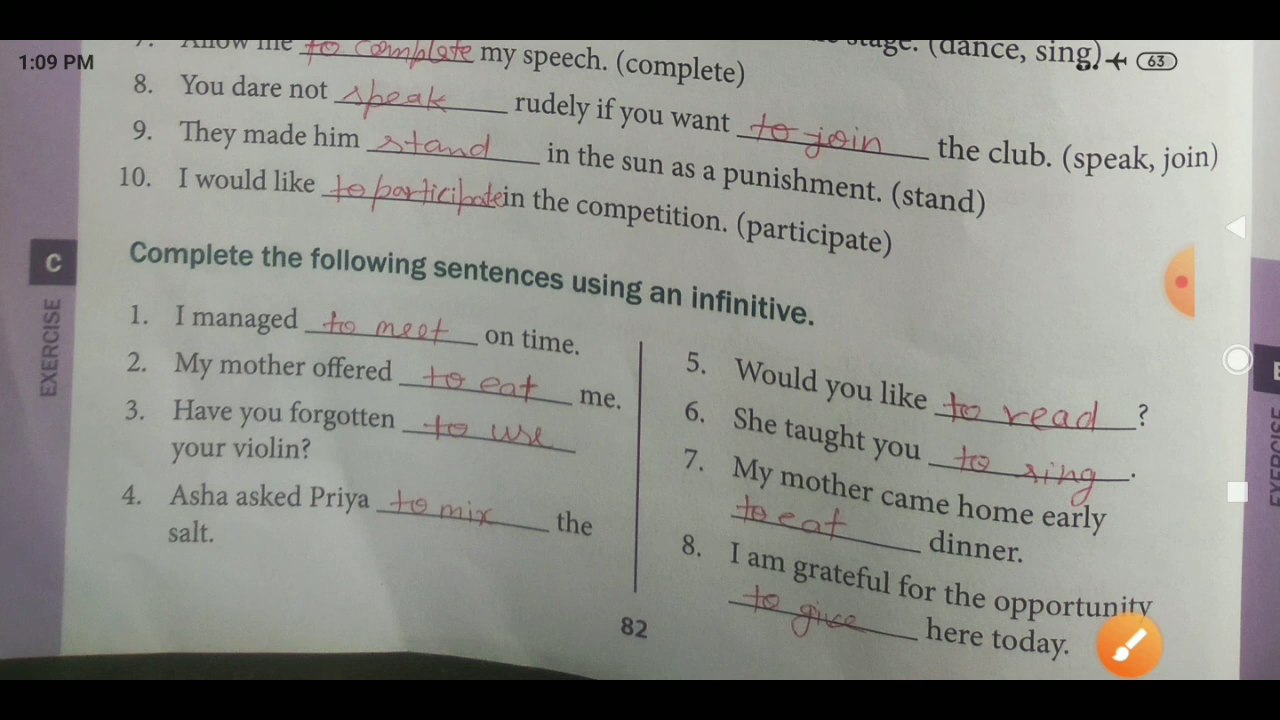 7. Allow me to complete my speech. (complete)
stage. (dance, sing)
1:09 PM
63
8. You dare not speak rudely if you want to join the club. (speak, join)
9. They made him stand in the sun as a punishment. (stand)
10. I would like to participate in the competition. (participate)
C
EXERCISE
Complete the following sentences using an infinitive.
1. I managed to meet on time.
2. My mother offered to eat me.
3. Have you forgotten to use
your violin?
4. Asha asked Priya to mix the
salt.
5. Would you like to read ?
6. She taught you to sing .
7. My mother came home early
to eat dinner.
8. I am grateful for the opportunity
to give here today.
82
EXERCISE